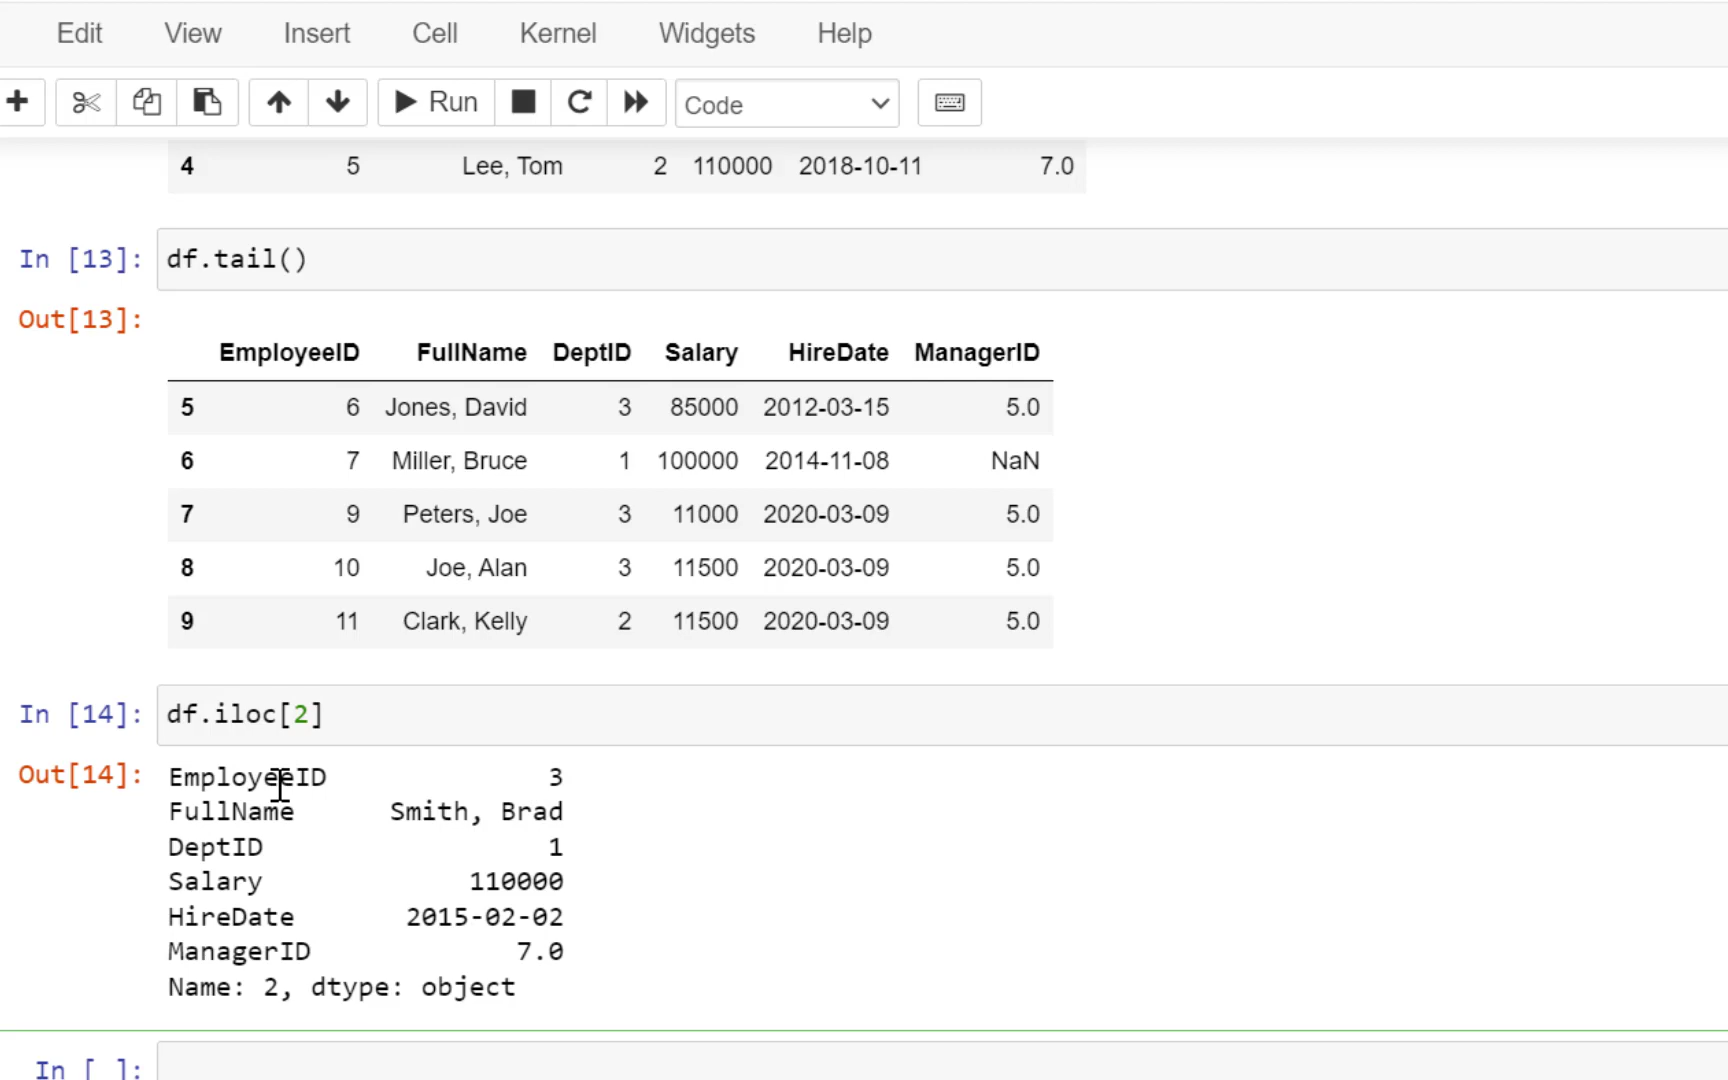 Edit View Insert Cell Kernel Widgets Help
Run Code
4 5 Lee, Tom 2 110000 2018-10-11 7.0
In [13]: df.tail()
Out[13]:
EmployeeID FullName DeptID Salary HireDate ManagerID
5 6 Jones, David 3 85000 2012-03-15 5.0
6 7 Miller, Bruce 1 100000 2014-11-08 NaN
7 9 Peters, Joe 3 11000 2020-03-09 5.0
8 10 Joe, Alan 3 11500 2020-03-09 5.0
9 11 Clark, Kelly 2 11500 2020-03-09 5.0
In [14]: df.iloc[2]
Out[14]: EmployeeID 3
FullName Smith, Brad
DeptID 1
Salary 110000
HireDate 2015-02-02
ManagerID 7.0
Name: 2, dtype: object
In [ ]: